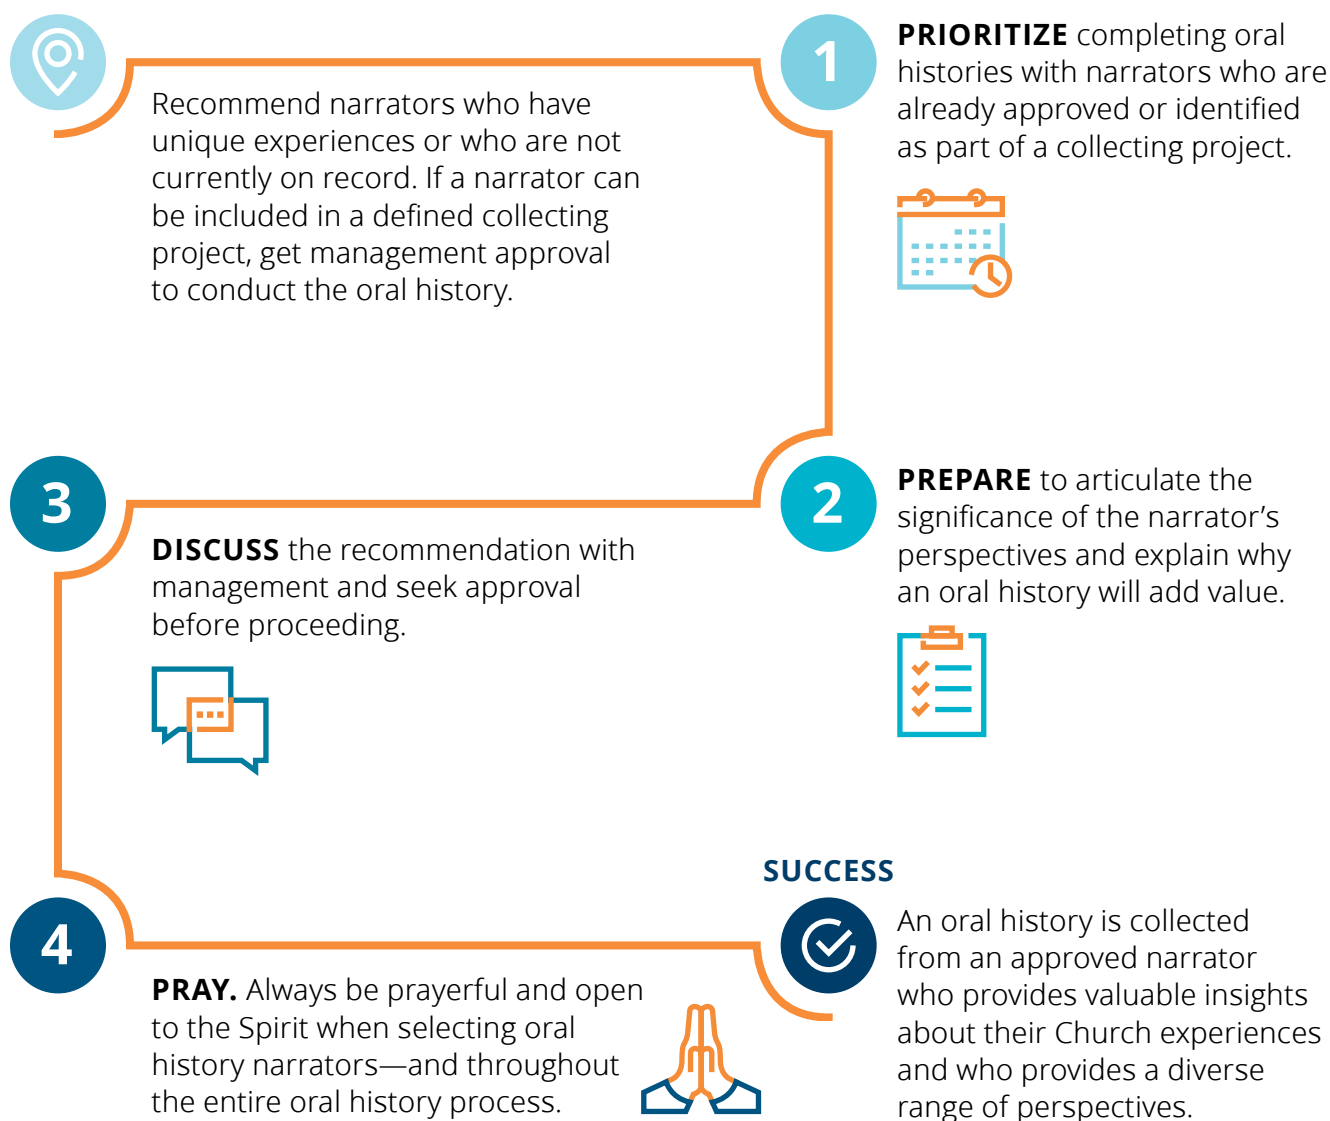 Recommend narrators who have
unique experiences or who are not
currently on record. If a narrator can
be included in a defined collecting
project, get management approval
to conduct the oral history.
1
PRIORITIZE completing oral
histories with narrators who are
already approved or identified
as part of a collecting project.
2
PREPARE to articulate the
significance of the narrator’s
perspectives and explain why
an oral history will add value.
3
DISCUSS the recommendation with
management and seek approval
before proceeding.
4
PRAY. Always be prayerful and open
to the Spirit when selecting oral
history narrators—and throughout
the entire oral history process.
SUCCESS
An oral history is collected
from an approved narrator
who provides valuable insights
about their Church experiences
and who provides a diverse
range of perspectives.